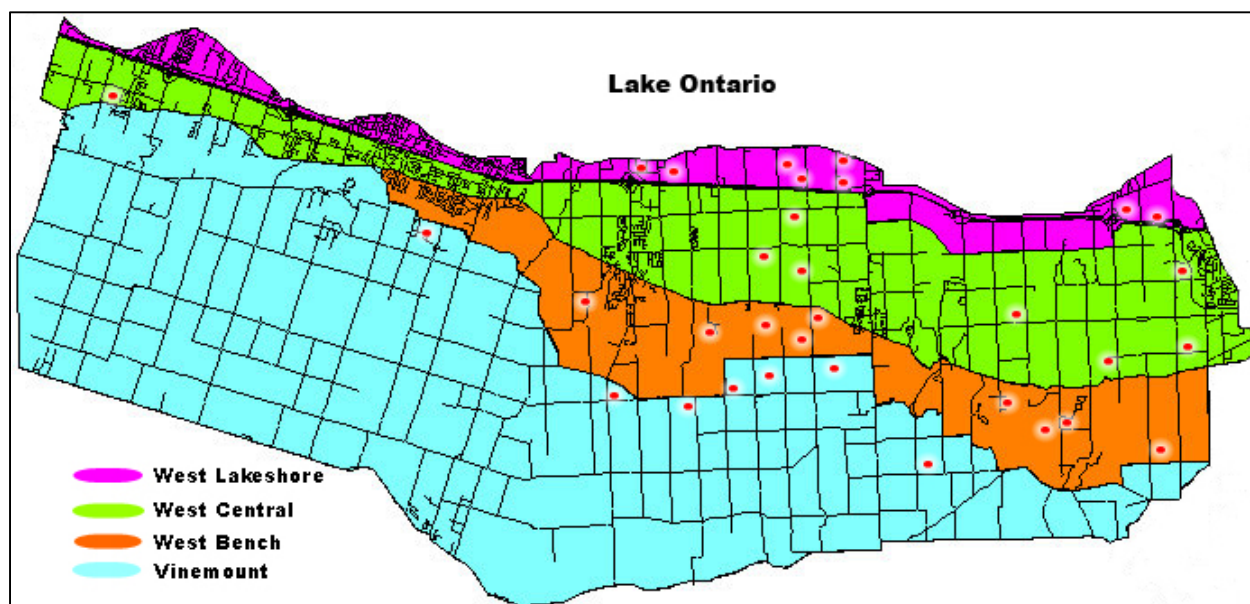 Lake Ontario
West Lakeshore
West Central
West Bench
Vinemount